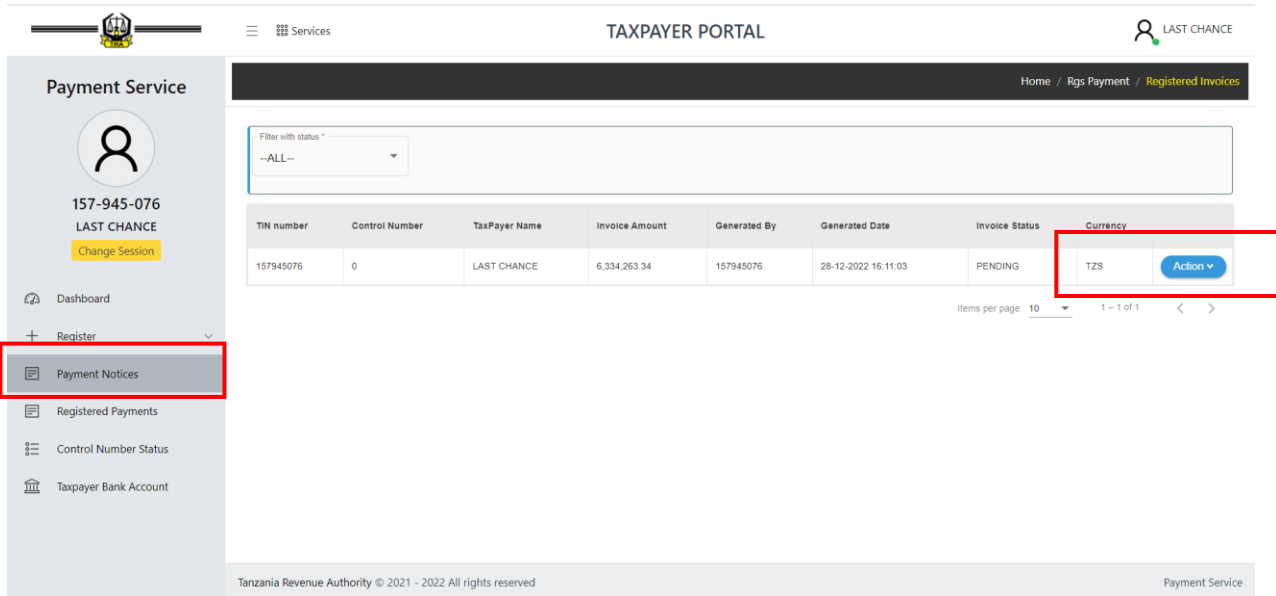 TRA
Services
TAXPAYER PORTAL
LAST CHANCE
Payment Service
157-945-076
LAST CHANCE
Change Session
Dashboard
Register
Payment Notices
Registered Payments
Control Number Status
Taxpayer Bank Account
Home / Rgs Payment / Registered Invoices
Filter with status *
--ALL--
TIN number Control Number TaxPayer Name Invoice Amount Generated By Generated Date Invoice Status Currency
157945076 0 LAST CHANCE 6,334,263.34 157945076 28-12-2022 16:11:03 PENDING TZS Action
Items per page: 10 1 – 1 of 1
Tanzania Revenue Authority © 2021 - 2022 All rights reserved Payment Service